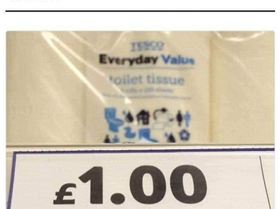 TESCO
Everyday Value
toilet tissue
£1.00